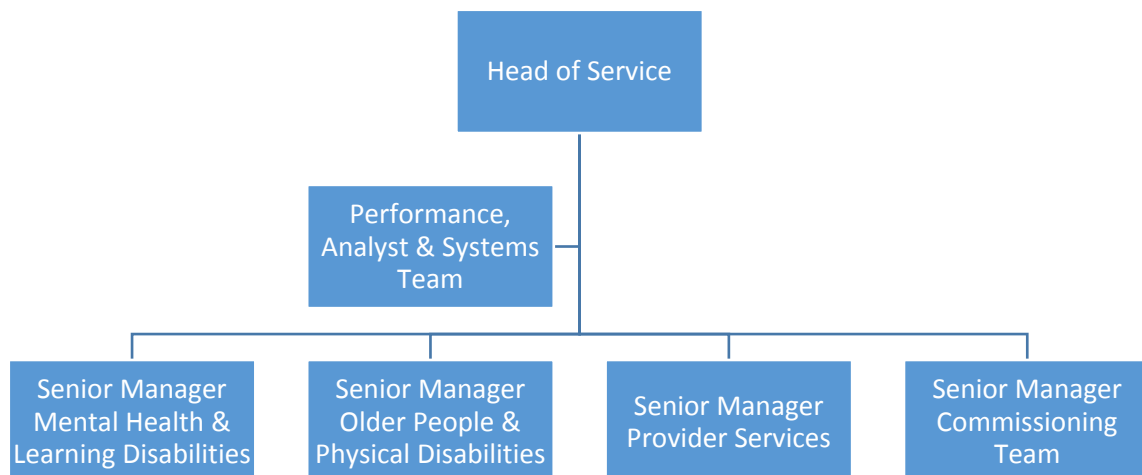 Head of Service
Performance,
Analyst & Systems
Team
Senior Manager
Mental Health &
Learning Disabilities
Senior Manager
Older People &
Physical Disabilities
Senior Manager
Provider Services
Senior Manager
Commissioning
Team